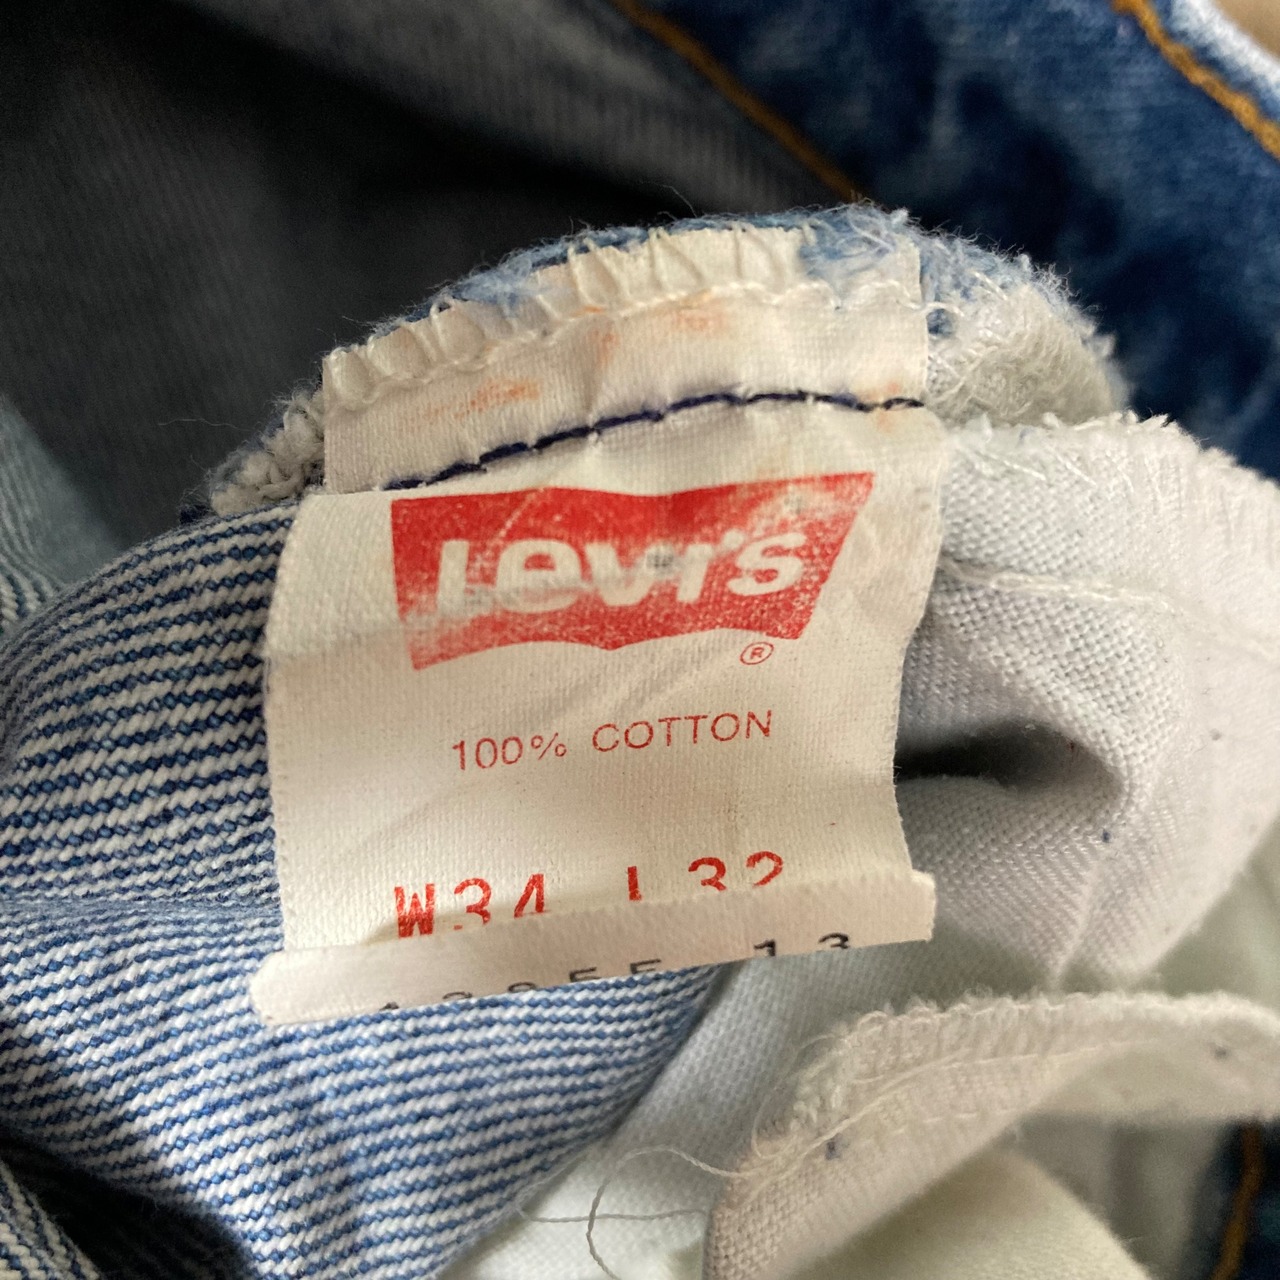 Levi's
®
100% COTTON
W34 L32